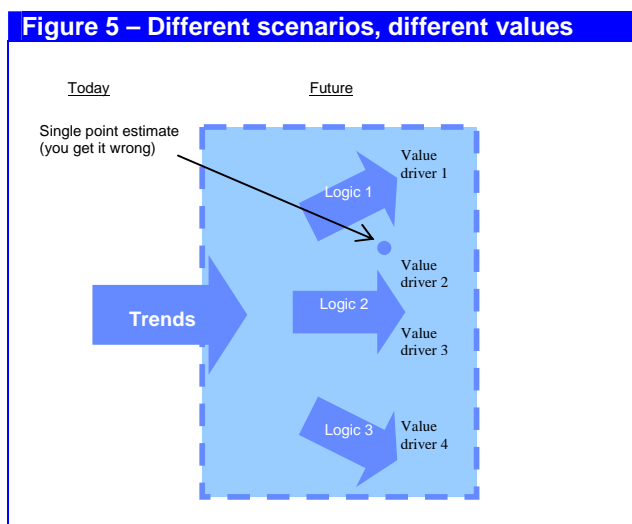 Figure 5 – Different scenarios, different values
Today
Future
Single point estimate
(you get it wrong)
Value
driver 1
Logic 1
Value
driver 2
Logic 2
Trends
Value
driver 3
Logic 3
Value
driver 4